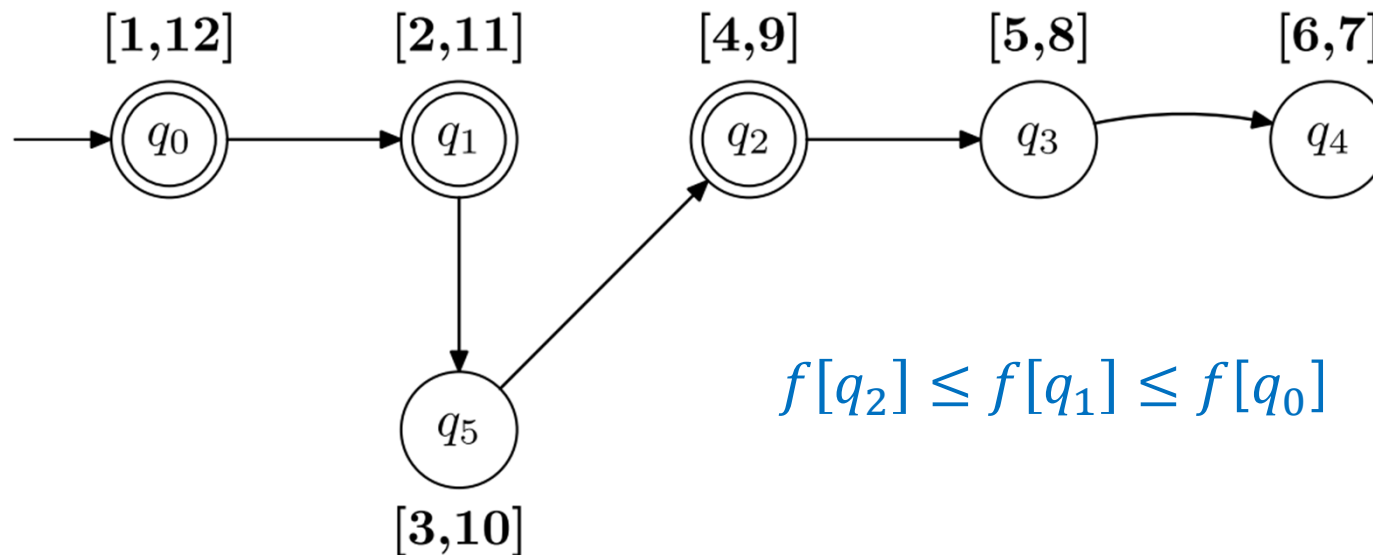 [1,12] [2,11] [4,9] [5,8] [6,7]
q₀ q₁ q₂ q₃ q₄
f[q₂] ≤ f[q₁] ≤ f[q₀]
q₅
[3,10]